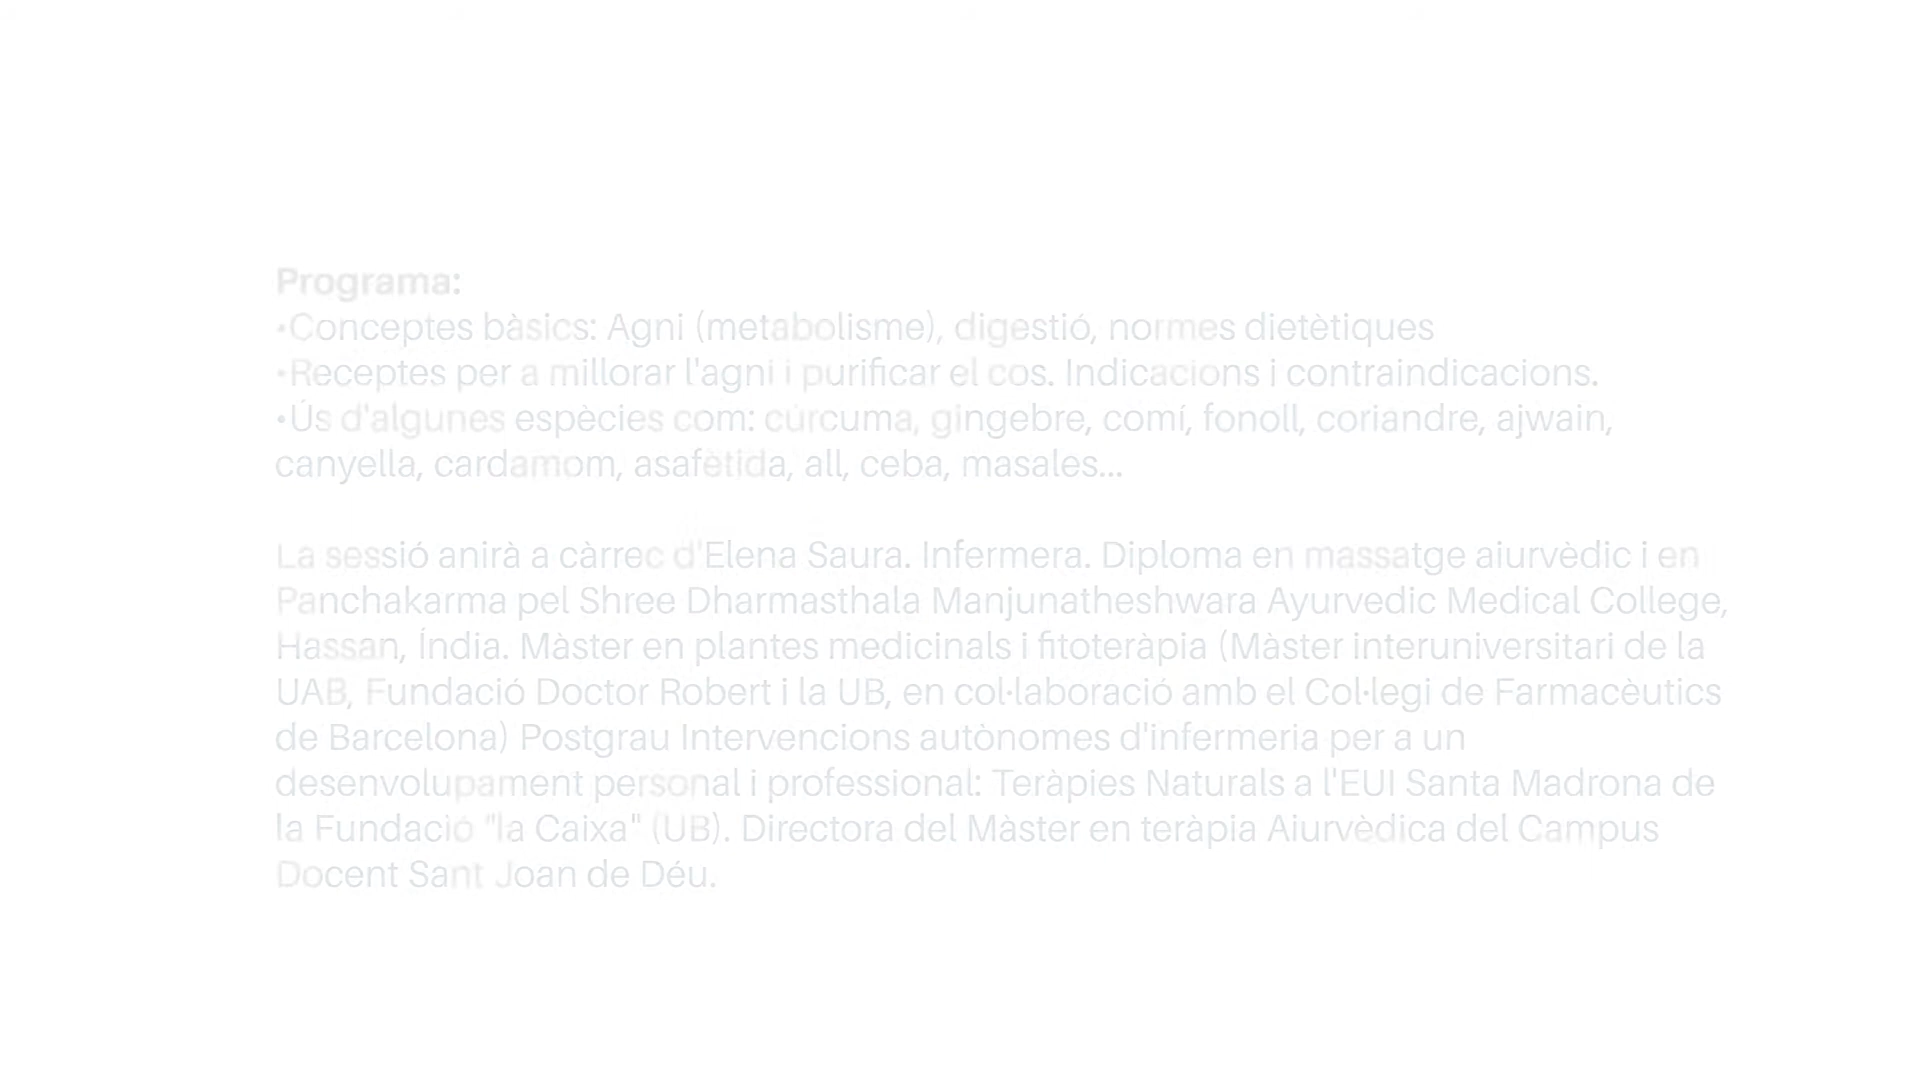 Programa:
•Conceptes bàsics: Agni (metabolisme), digestió, normes dietètiques
•Receptes per a millorar l'agni i purificar el cos. Indicacions i contraindicacions.
•Ús d'algunes espècies com: cúrcuma, gingebre, comí, fonoll, coriandre, ajwain,
canyella, cardamom, asafètida, all, ceba, masales...
La sessió anirà a càrrec d'Elena Saura. Infermera. Diploma en massatge aiurvèdic i en
Panchakarma pel Shree Dharmasthala Manjunatheshwara Ayurvedic Medical College,
Hassan, Índia. Màster en plantes medicinals i fitoteràpia (Màster interuniversitari de la
UAB, Fundació Doctor Robert i la UB, en col·laboració amb el Col·legi de Farmacèutics
de Barcelona) Postgrau Intervencions autònomes d'infermeria per a un
desenvolupament personal i professional: Teràpies Naturals a l'EUI Santa Madrona de
la Fundació "la Caixa" (UB). Directora del Màster en teràpia Aiurvèdica del Campus
Docent Sant Joan de Déu.